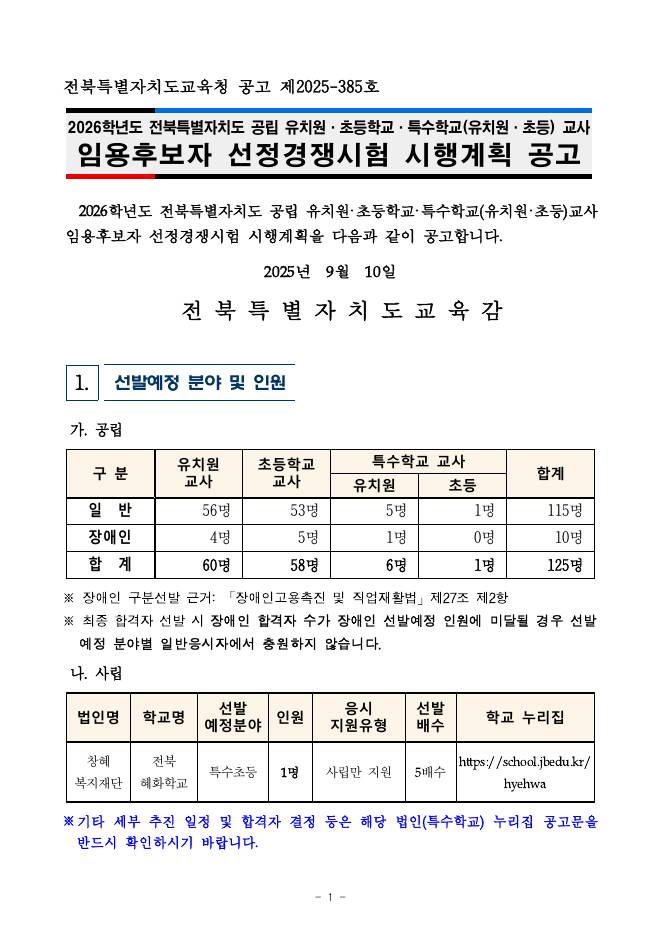 전북특별자치도교육청 공고 제2025-385호
2026학년도 전북특별자치도 공립 유치원·초등학교·특수학교(유치원·초등) 교사
임용후보자 선정경쟁시험 시행계획 공고
2026학년도 전북특별자치도 공립 유치원·초등학교·특수학교(유치원·초등)교사
임용후보자 선정경쟁시험 시행계획을 다음과 같이 공고합니다.
2025년 9월 10일
전 북 특 별 자 치 도 교 육 감
1. 선발예정 분야 및 인원
가. 공립
구 분 유치원 교사 초등학교 교사 특수학교 교사 합계
유치원 초등
일 반 56명 53명 5명 1명 115명
장애인 4명 5명 1명 0명 10명
합 계 60명 58명 6명 1명 125명
※ 장애인 구분선발 근거: 「장애인고용촉진 및 직업재활법」제27조 제2항
※ 최종 합격자 선발 시 장애인 합격자 수가 장애인 선발예정 인원에 미달될 경우 선발
예정 분야별 일반응시자에서 충원하지 않습니다.
나. 사립
법인명 학교명 선발 예정분야 인원 응시 지원유형 선발 배수 학교 누리집
창혜 복지재단 전북 혜화학교 특수초등 1명 사립만 지원 5배수 https://school.jbedu.kr/
hyehwa
※기타 세부 추진 일정 및 합격자 결정 등은 해당 법인(특수학교) 누리집 공고문을
반드시 확인하시기 바랍니다.
- 1 -